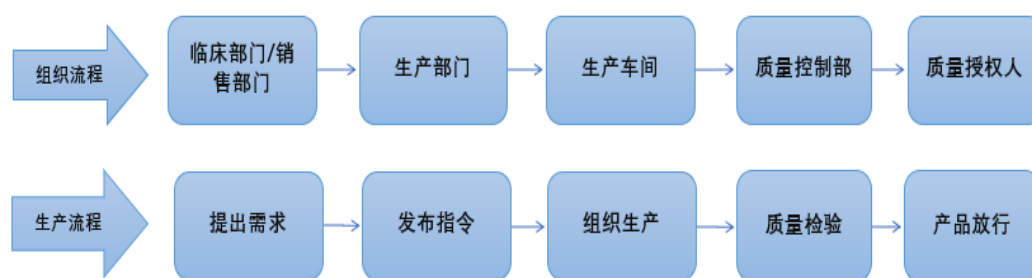 组织流程
临床部门/销
售部门
生产部门
生产车间
质量控制部
质量授权人
生产流程
提出需求
发布指令
组织生产
质量检验
产品放行